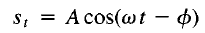 s_t = A cos(ωt − ϕ)